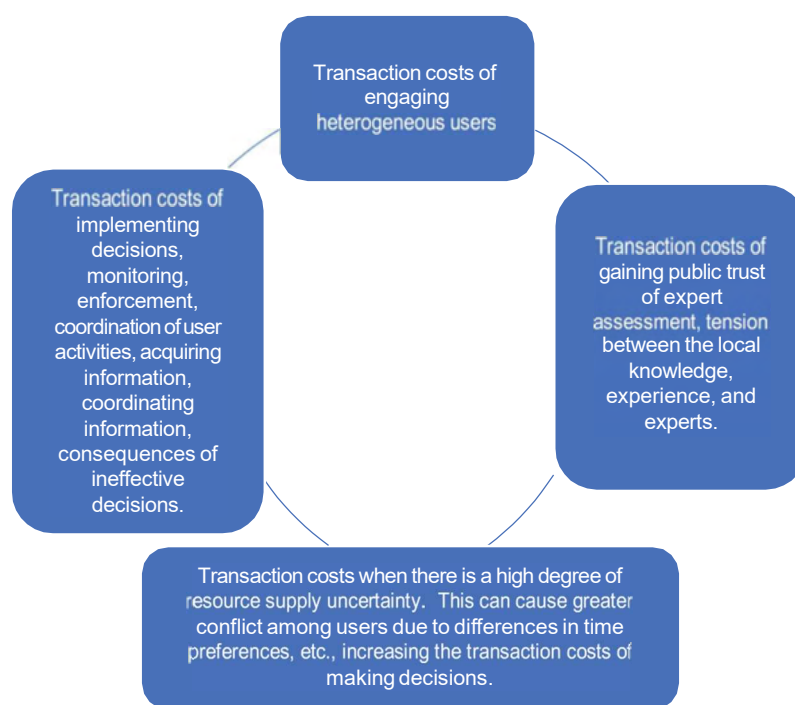 Transaction costs of
engaging
heterogeneous users
Transaction costs of
gaining public trust
of expert
assessment, tension
between the local
knowledge,
experience, and
experts.
Transaction costs when there is a high degree of
resource supply uncertainty. This can cause greater
conflict among users due to differences in time
preferences, etc., increasing the transaction costs of
making decisions.
Transaction costs of
implementing
decisions,
monitoring,
enforcement,
coordination of user
activities, acquiring
information,
coordinating
information,
consequences of
ineffective
decisions.